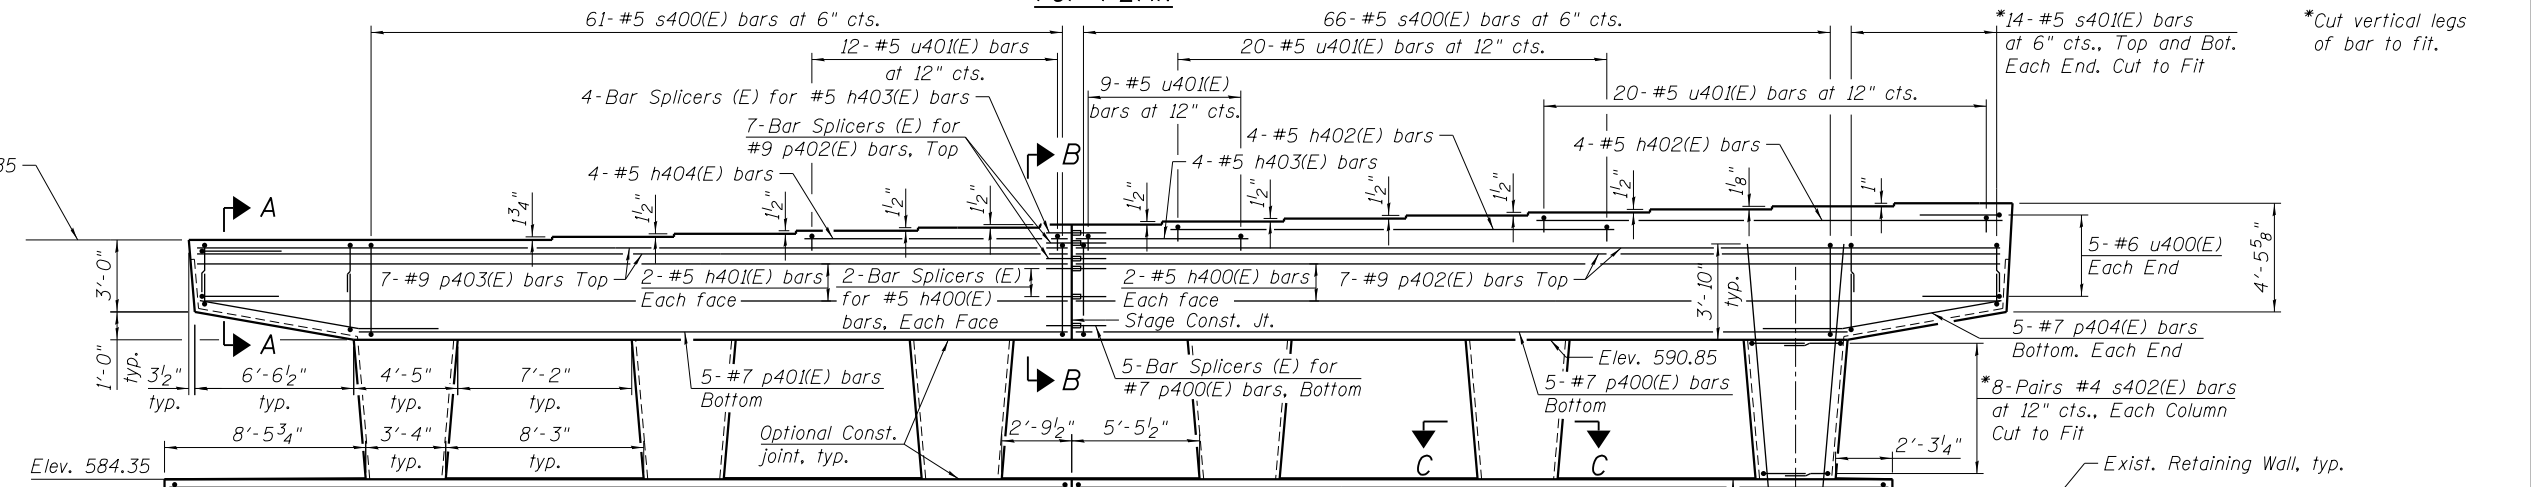 61-#5 s400(E) bars at 6" cts.
66-#5 s400(E) bars at 6" cts.
*14-#5 s401(E) bars
at 6" cts., Top and Bot.
Each End. Cut to Fit
*Cut vertical legs
of bar to fit.
12-#5 u401(E) bars
at 12" cts.
20-#5 u401(E) bars at 12" cts.
4-Bar Splicers (E) for #5 h403(E) bars
9-#5 u401(E)
bars at 12" cts.
20-#5 u401(E) bars at 12" cts.
7-Bar Splicers (E) for
#9 p402(E) bars, Top
B
4-#5 h402(E) bars
4-#5 h402(E) bars
4-#5 h403(E) bars
4-#5 h404(E) bars
35
A
1 3/4"
1 1/2"
1 1/2"
1 1/2"
1 1/2"
1 1/2"
1 1/2"
1 1/2"
1 1/2"
1 1/2"
1 1/8"
1"
3'-0"
7-#9 p403(E) bars Top
2-#5 h401(E) bars
Each face
2-Bar Splicers (E)
for #5 h400(E)
bars, Each Face
2-#5 h400(E) bars
Each face
7-#9 p402(E) bars Top
3'-10"
typ.
5-#6 u400(E)
Each End
4'-5 5/8"
Stage Const. Jt.
1'-0"
typ.
A
5-#7 p404(E) bars
Bottom. Each End
Elev. 590.85
3 1/2"
typ.
6'-6 1/2"
typ.
4'-5"
typ.
7'-2"
typ.
5-#7 p401(E) bars
Bottom
B
5-Bar Splicers (E) for
#7 p400(E) bars, Bottom
5-#7 p400(E) bars
Bottom
*8-Pairs #4 s402(E) bars
at 12" cts., Each Column
Cut to Fit
8'-5 3/4"
3'-4"
typ.
8'-3"
typ.
Optional Const.
joint, typ.
2'-9 1/2"
5'-5 1/2"
C
C
2'-3 1/4"
Elev. 584.35
Exist. Retaining Wall, typ.